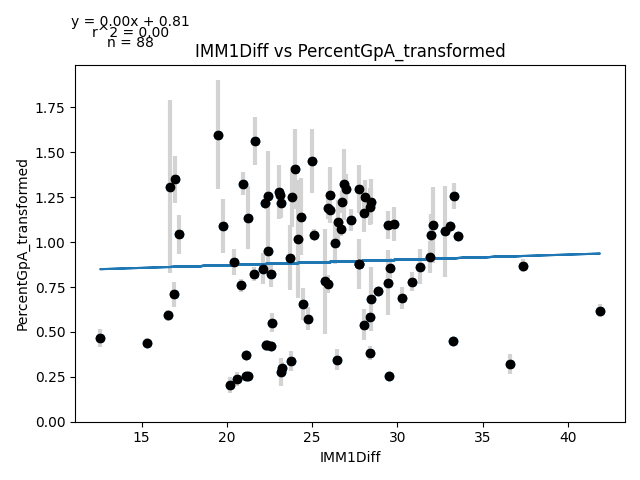 y = 0.00x + 0.81
r^2 = 0.00
n = 88
IMM1Diff vs PercentGpA_transformed
PercentGpA_transformed
1.75
1.50
1.25
1.00
0.75
0.50
0.25
0.00
15 20 25 30 35 40
IMM1Diff